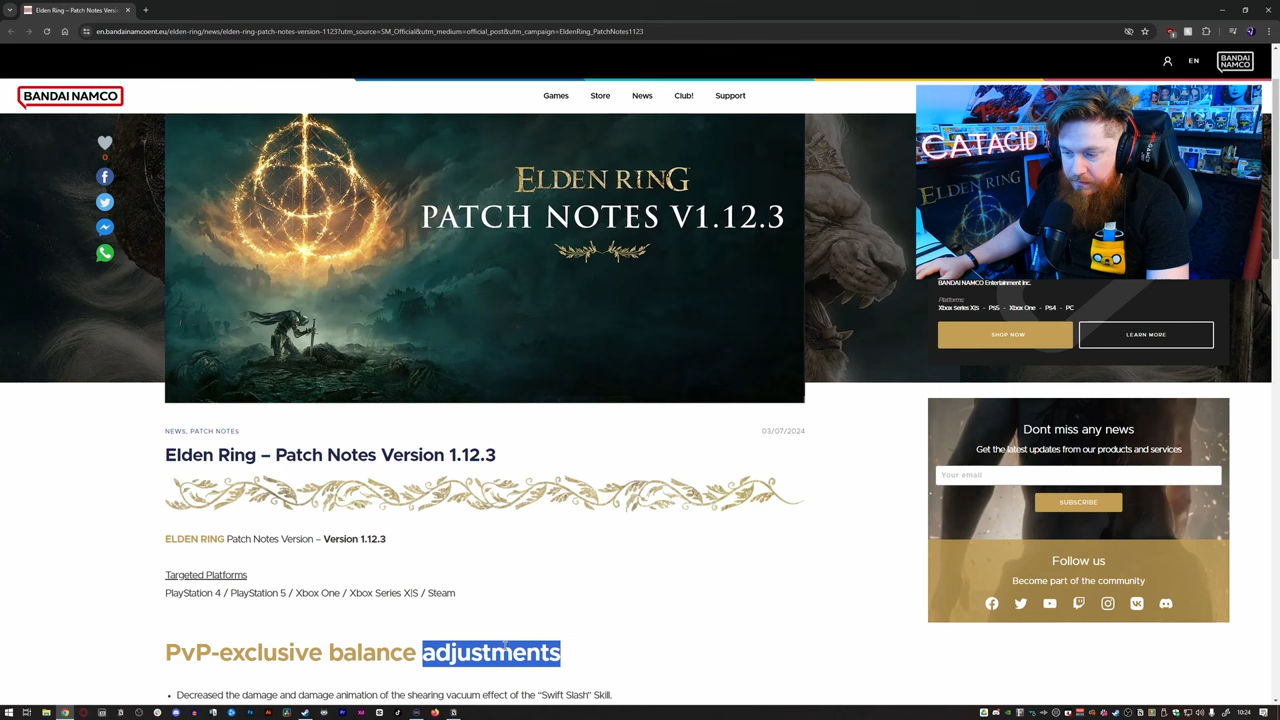 Elden Ring – Patch Notes Versi
en.bandainamcoent.eu/elden-ring/news/elden-ring-patch-notes-version-1123?utm_source=SM_Official&utm_medium=official_post&utm_campaign=EldenRing_PatchNotes1123
EN
BANDAI NAMCO
BANDAI NAMCO
Games
Store
News
Club!
Support
0
ELDEN RING
PATCH NOTES V1.12.3
CATACID
ELDEN RING
BANDAI NAMCO Entertainment Inc.
Platforms:
Xbox Series X|S - PS5 - Xbox One - PS4 - PC
SHOP NOW
LEARN MORE
NEWS, PATCH NOTES
03/07/2024
Elden Ring – Patch Notes Version 1.12.3
ELDEN RING Patch Notes Version – Version 1.12.3
Targeted Platforms
PlayStation 4 / PlayStation 5 / Xbox One / Xbox Series X|S / Steam
PvP-exclusive balance adjustments
• Decreased the damage and damage animation of the shearing vacuum effect of the “Swift Slash” Skill.
Dont miss any news
Get the latest updates from our products and services
Your email
SUBSCRIBE
Follow us
Become part of the community
10:24